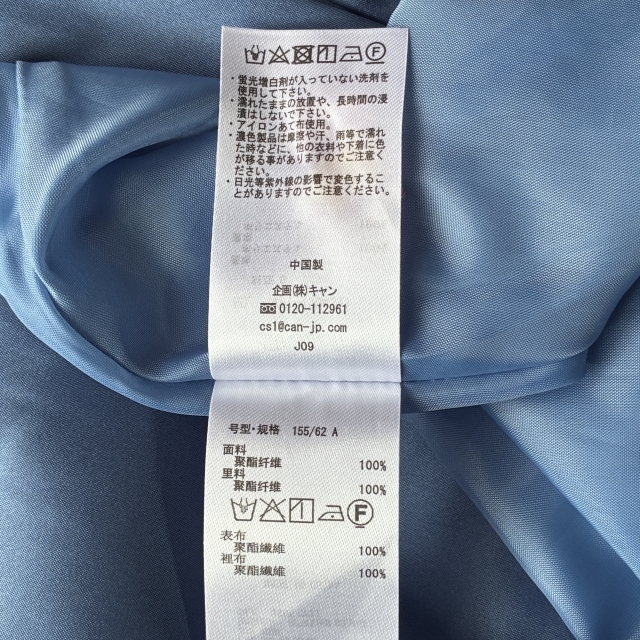 ・蛍光増白剤が入っていない洗剤を
使用して下さい。
・濡れたままの放置や、長時間の浸
漬はしないで下さい。
・アイロンあて布使用。
・濃色製品は摩擦や汗、雨等で濡れ
た時などに、他の衣料や下着に色
が移る事がありますのでご注意く
ださい。
・日光等紫外線の影響で変色するこ
とがありますのでご注意ください。
中国製
企画(株)キャン
0120-112961
cs1@can-jp.com
J09
号型・规格 155/62 A
面料
聚酯纤维 100%
里料
聚酯纤维 100%
F
表布
聚酯纖維 100%
裡布
聚酯纖維 100%